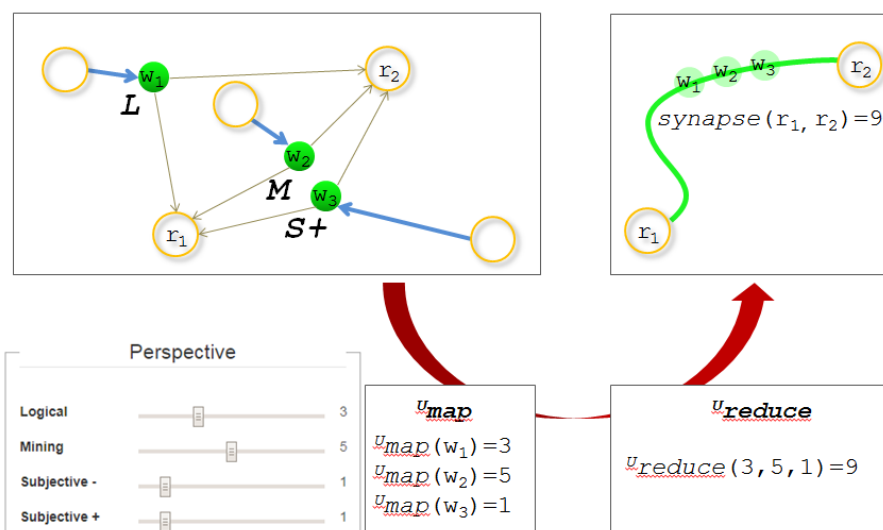 w1
r2
L
w2
M
w3
S+
r1
w1 w2 w3
r2
synapse(r1, r2)=9
r1
Perspective
Logical 3
Mining 5
Subjective - 1
Subjective + 1
Umap
Umap(w1)=3
Umap(w2)=5
Umap(w3)=1
Ureduce
Ureduce(3,5,1)=9